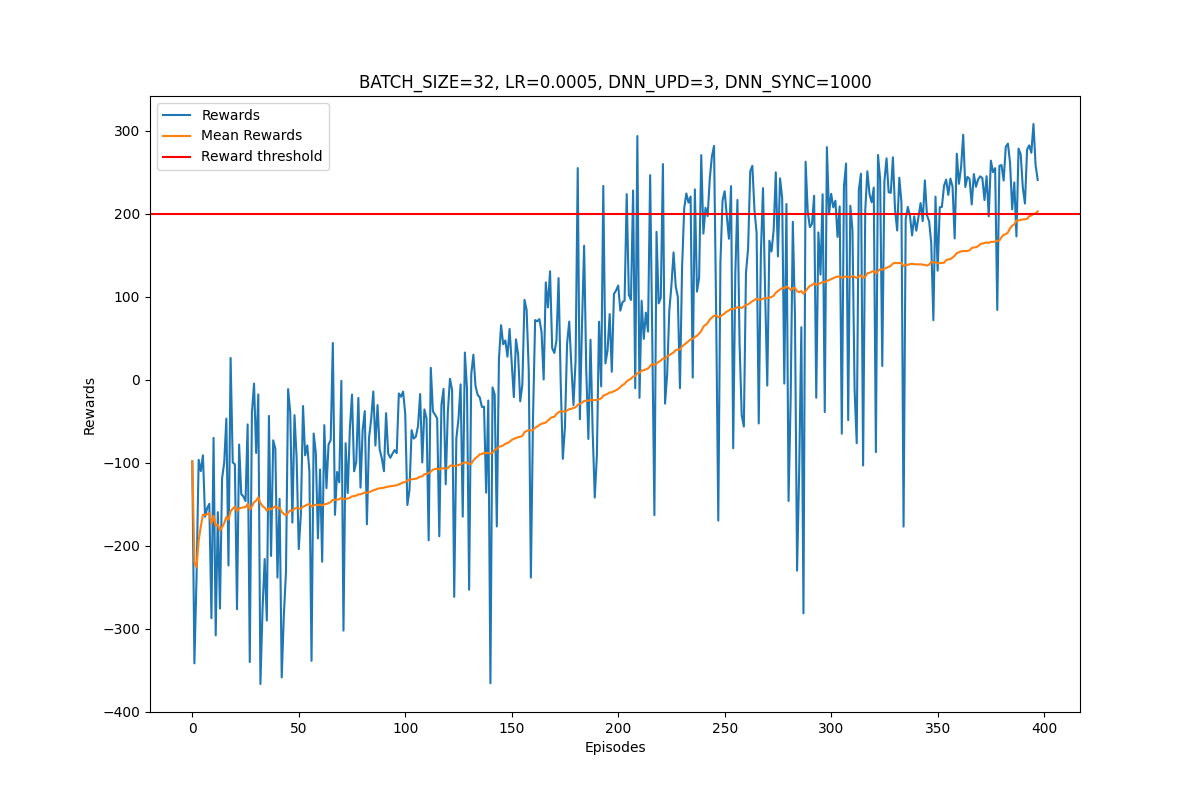 BATCH_SIZE=32, LR=0.0005, DNN_UPD=3, DNN_SYNC=1000
Rewards
Mean Rewards
Reward threshold
300
200
100
0
−100
−200
−300
−400
Rewards
0 50 100 150 200 250 300 350 400
Episodes